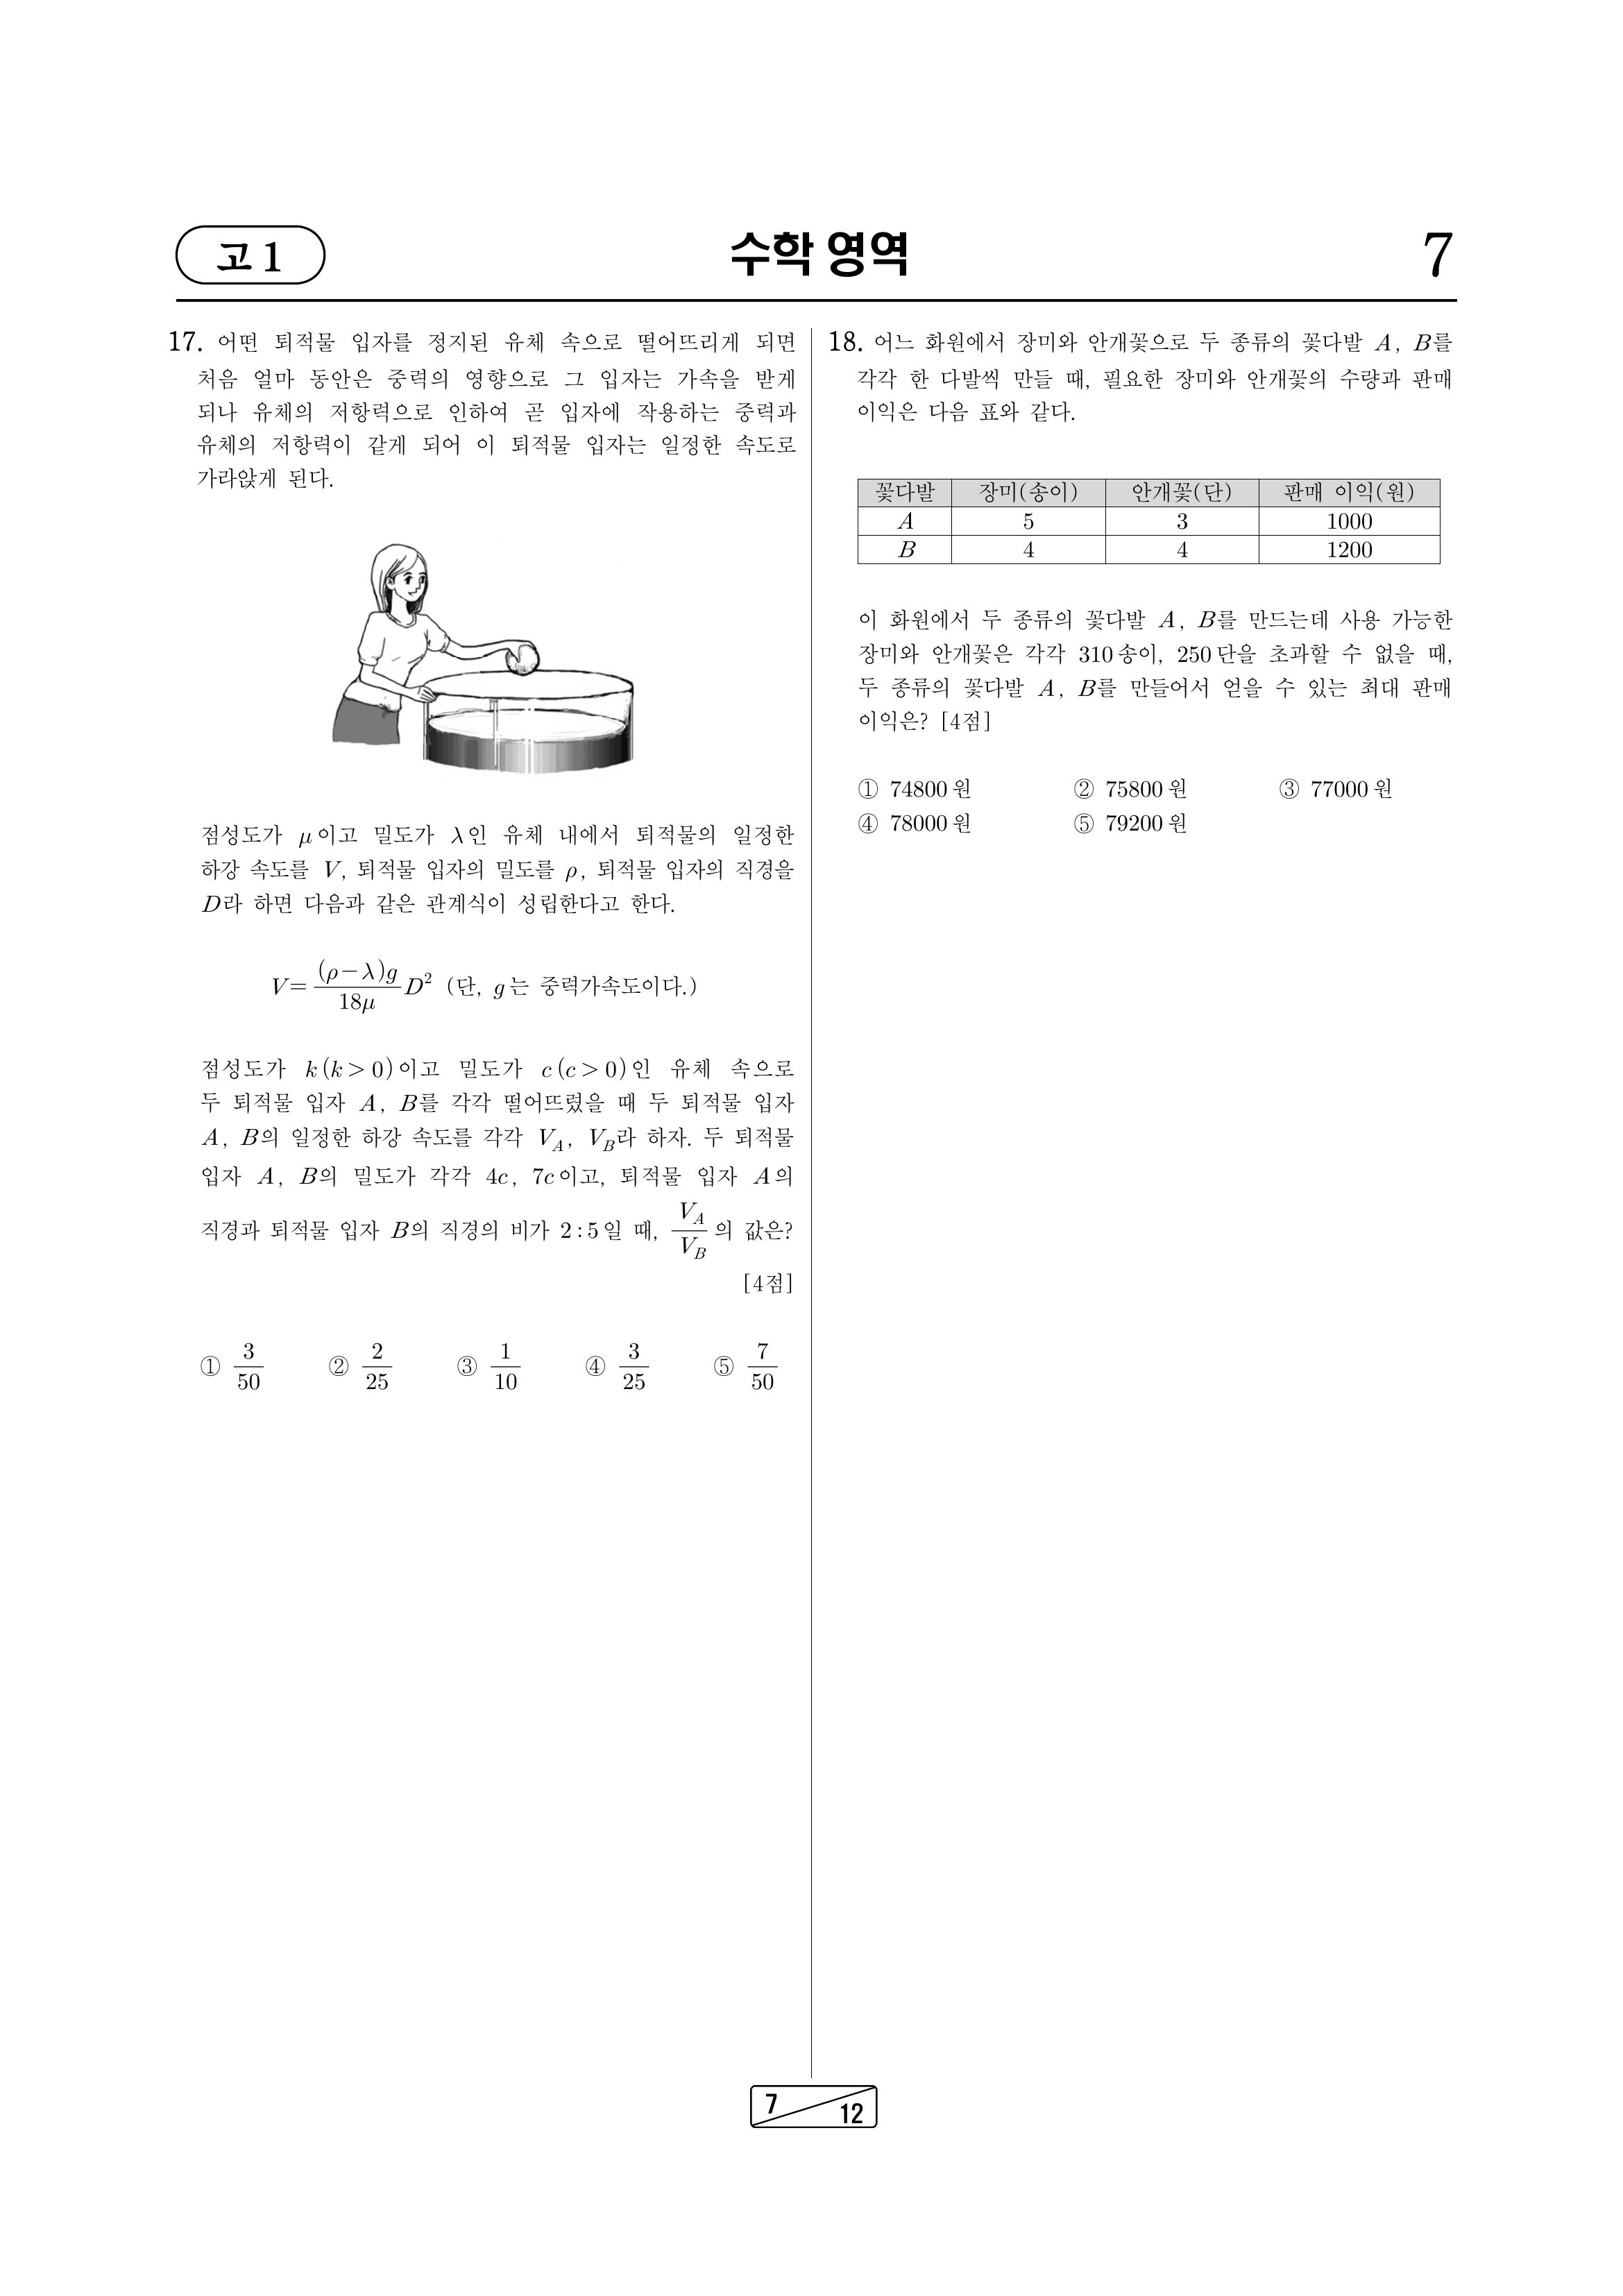 고 1
수학 영역
7
17. 어떤 퇴적물 입자를 정지된 유체 속으로 떨어뜨리게 되면
처음 얼마 동안은 중력의 영향으로 그 입자는 가속을 받게
되나 유체의 저항력으로 인하여 곧 입자에 작용하는 중력과
유체의 저항력이 같게 되어 이 퇴적물 입자는 일정한 속도로
가라앉게 된다.
점성도가 μ이고 밀도가 λ인 유체 내에서 퇴적물의 일정한
하강 속도를 V, 퇴적물 입자의 밀도를 ρ, 퇴적물 입자의 직경을
D라 하면 다음과 같은 관계식이 성립한다고 한다.
V = (ρ-λ)g / 18μ D² (단, g는 중력가속도이다.)
점성도가 k(k > 0)이고 밀도가 c(c > 0)인 유체 속으로
두 퇴적물 입자 A, B를 각각 떨어뜨렸을 때 두 퇴적물 입자
A, B의 일정한 하강 속도를 각각 V_A, V_B라 하자. 두 퇴적물
입자 A, B의 밀도가 각각 4c, 7c이고, 퇴적물 입자 A의
직경과 퇴적물 입자 B의 직경의 비가 2 : 5일 때, V_A / V_B 의 값은?
[4점]
① 3/50 ② 2/25 ③ 1/10 ④ 3/25 ⑤ 7/50
18. 어느 화원에서 장미와 안개꽃으로 두 종류의 꽃다발 A, B를
각각 한 다발씩 만들 때, 필요한 장미와 안개꽃의 수량과 판매
이익은 다음 표와 같다.
꽃다발 장미(송이) 안개꽃(단) 판매 이익(원)
A 5 3 1000
B 4 4 1200
이 화원에서 두 종류의 꽃다발 A, B를 만드는데 사용 가능한
장미와 안개꽃은 각각 310송이, 250단을 초과할 수 없을 때,
두 종류의 꽃다발 A, B를 만들어서 얻을 수 있는 최대 판매
이익은? [4점]
① 74800원 ② 75800원 ③ 77000원
④ 78000원 ⑤ 79200원
7
12